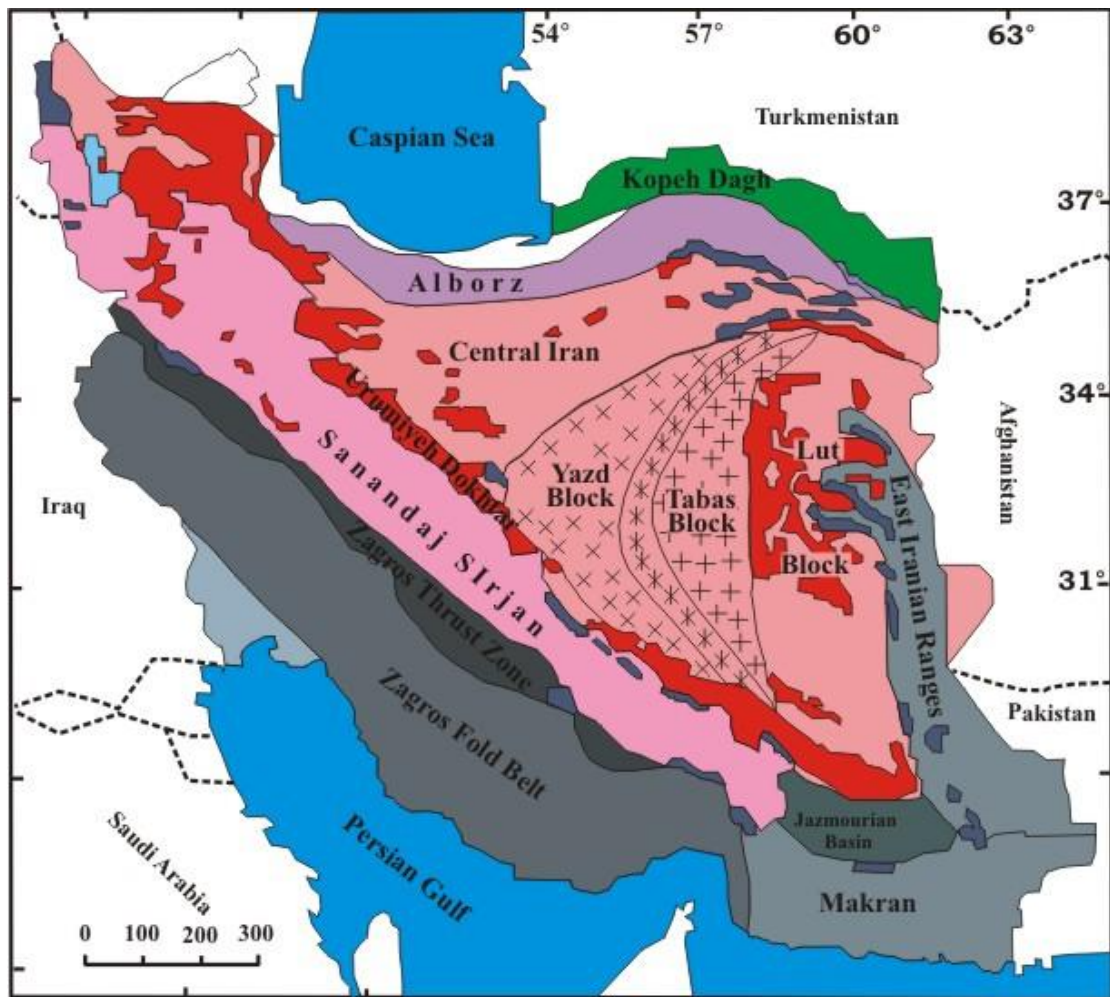 54°
57°
60°
63°
Caspian Sea
Turkmenistan
Kopeh Dagh
37°
Alborz
Central Iran
34°
Urumiyeh Dokhtar
Lut
Afghanistan
Yazd
Block
Tabas
Block
East Iranian Ranges
Iraq
Sanandaj SIrjan
Block
31°
Zagros Thrust Zone
Zagros Fold Belt
Pakistan
Jazmourian
Basin
Saudi Arabia
Persian Gulf
Makran
0 100 200 300